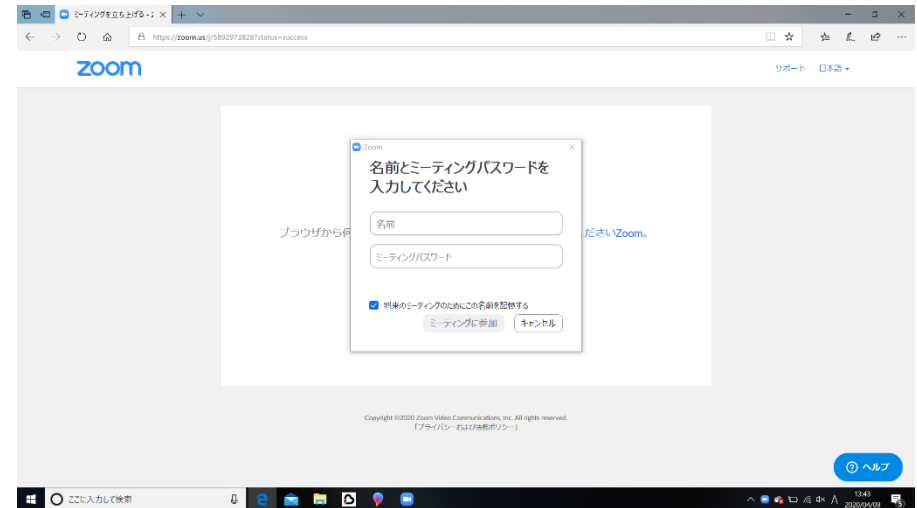 ミーティングを立ち上げる - Z
https://zoom.us/j/5892973828?status=success
zoom
サポート 日本語
Zoom
名前とミーティングパスワードを
入力してください
名前
ブラウザから何
ださいZoom。
ミーティングパスワード
将来のミーティングのためにこの名前を記憶する
ミーティングに参加 キャンセル
Copyright ©2020 Zoom Video Communications, Inc. All rights reserved.
「プライバシーおよび法務ポリシー」
ヘルプ
ここに入力して検索
13:43
2020/04/09